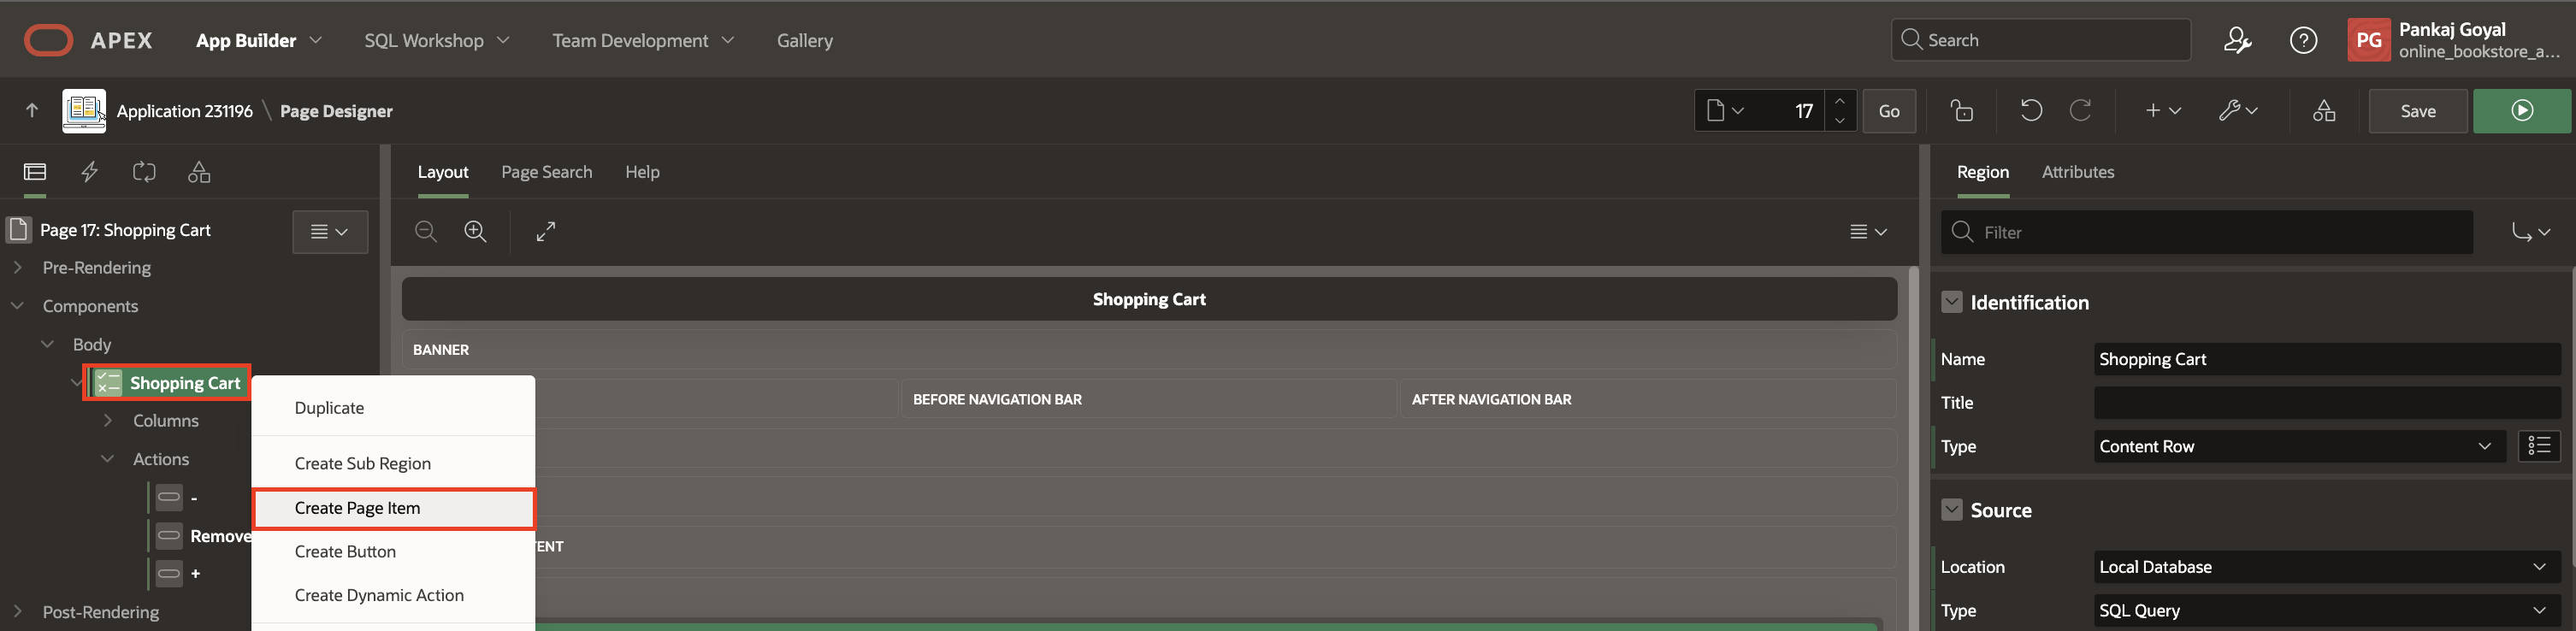 APEX App Builder SQL Workshop Team Development Gallery Search PG Pankaj Goyal
online_bookstore_a...
Application 231196 \ Page Designer 17 Go Save
Layout Page Search Help Region Attributes
Page 17: Shopping Cart Filter
Pre-Rendering
Components Shopping Cart Identification
Body BANNER Name Shopping Cart
Shopping Cart
Duplicate BEFORE NAVIGATION BAR AFTER NAVIGATION BAR Title
Columns
Actions Create Sub Region Type Content Row
-
Create Page Item Source
Remove
Create Button TENT
+ Location Local Database
Create Dynamic Action
Post-Rendering Type SQL Query